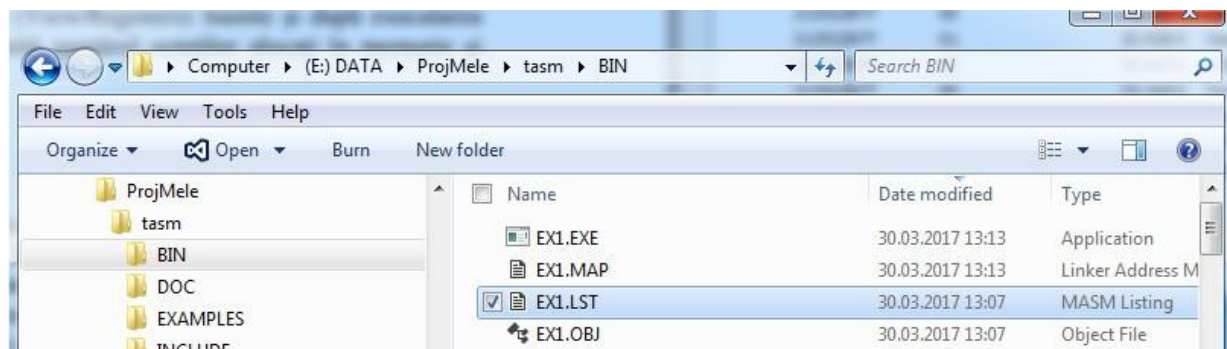 Computer ▸ (E:) DATA ▸ ProjMele ▸ tasm ▸ BIN
Search BIN
File Edit View Tools Help
Organize Open Burn New folder
ProjMele
tasm
BIN
DOC
EXAMPLES
INCLUDE
Name Date modified Type
EX1.EXE 30.03.2017 13:13 Application
EX1.MAP 30.03.2017 13:13 Linker Address M
EX1.LST 30.03.2017 13:07 MASM Listing
EX1.OBJ 30.03.2017 13:07 Object File